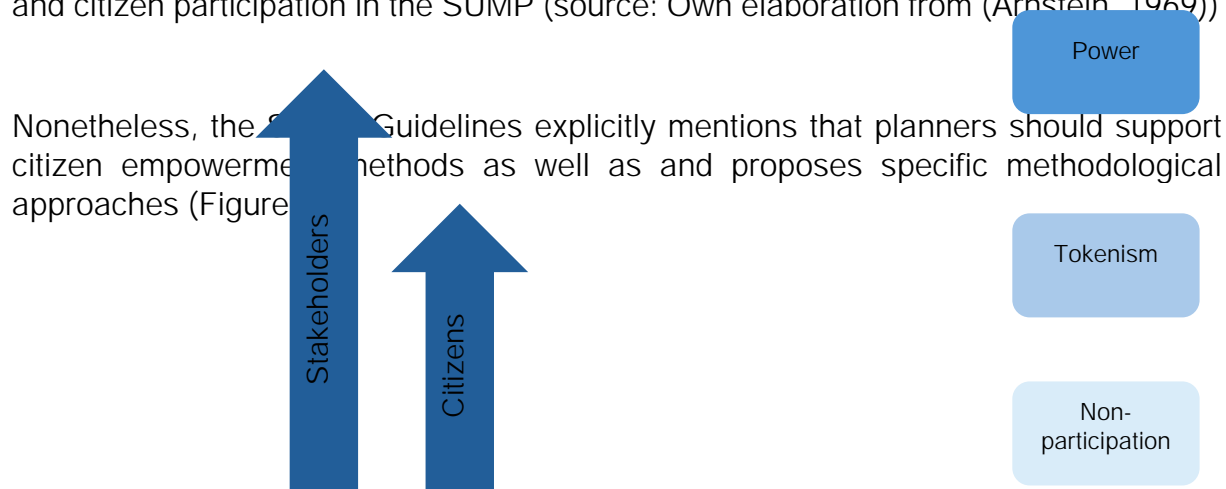 and citizen participation in the SUMP (source: Own elaboration from (Arnstein, 1969))
Power
Nonetheless, the Guidelines explicitly mentions that planners should support
citizen methods as well as and proposes specific methodological
approaches (Figure
Stakeholders
Citizens
Tokenism
Non-
participation